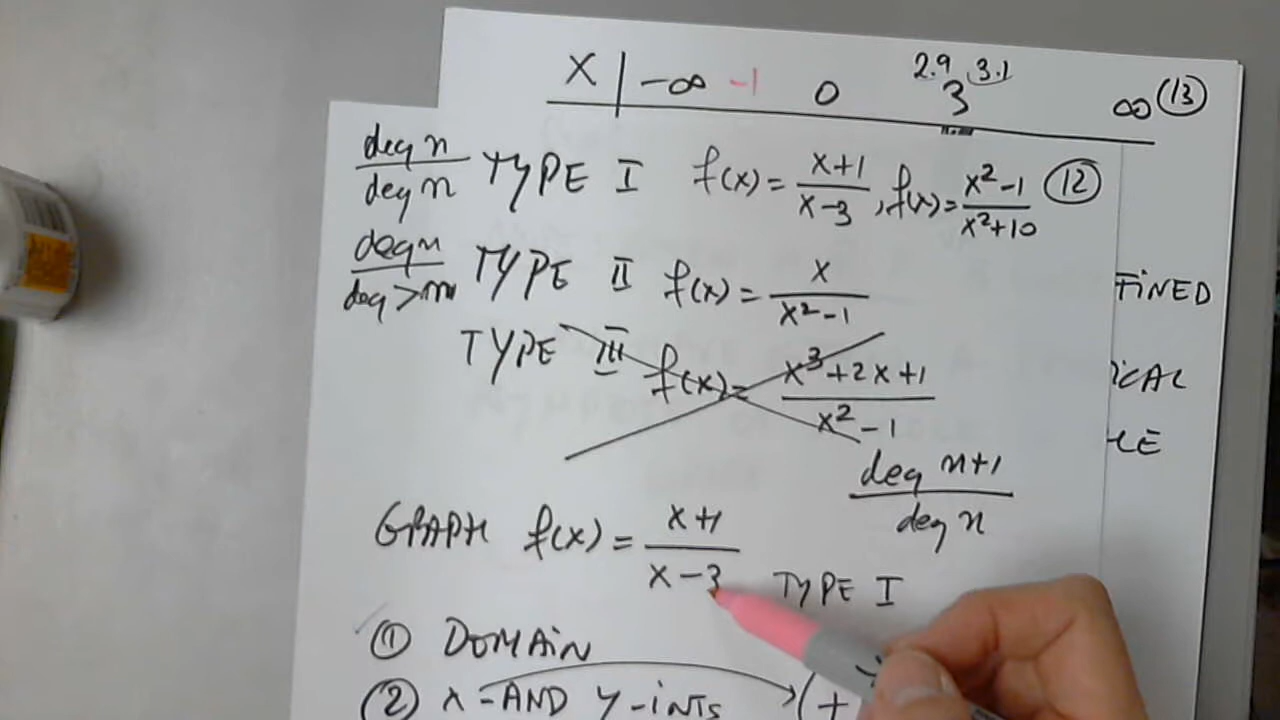 x | -∞ -1 0 2.9 3 3.1 ∞ (13)
deg n / deg n TYPE I f(x) = (x+1)/(x-3), f(x) = (x²-1)/(x²+10) (12)
deg n / deg > n TYPE II f(x) = x/(x²-1)
FINED
TYPE III f(x) = (x³+2x+1)/(x²-1)
ICAL
deg n+1 / deg n
GRAPH f(x) = (x+1)/(x-3) TYPE I
① DOMAIN
② X-AND Y-INTS (+